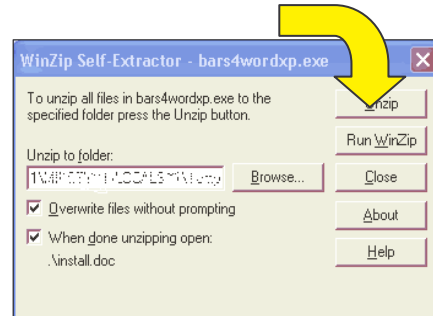 WinZip Self-Extractor - bars4wordxp.exe
To unzip all files in bars4wordxp.exe to the
specified folder press the Unzip button.
Unzip to folder:
Browse...
Overwrite files without prompting
When done unzipping open:
.\install.doc
Unzip
Run WinZip
Close
About
Help